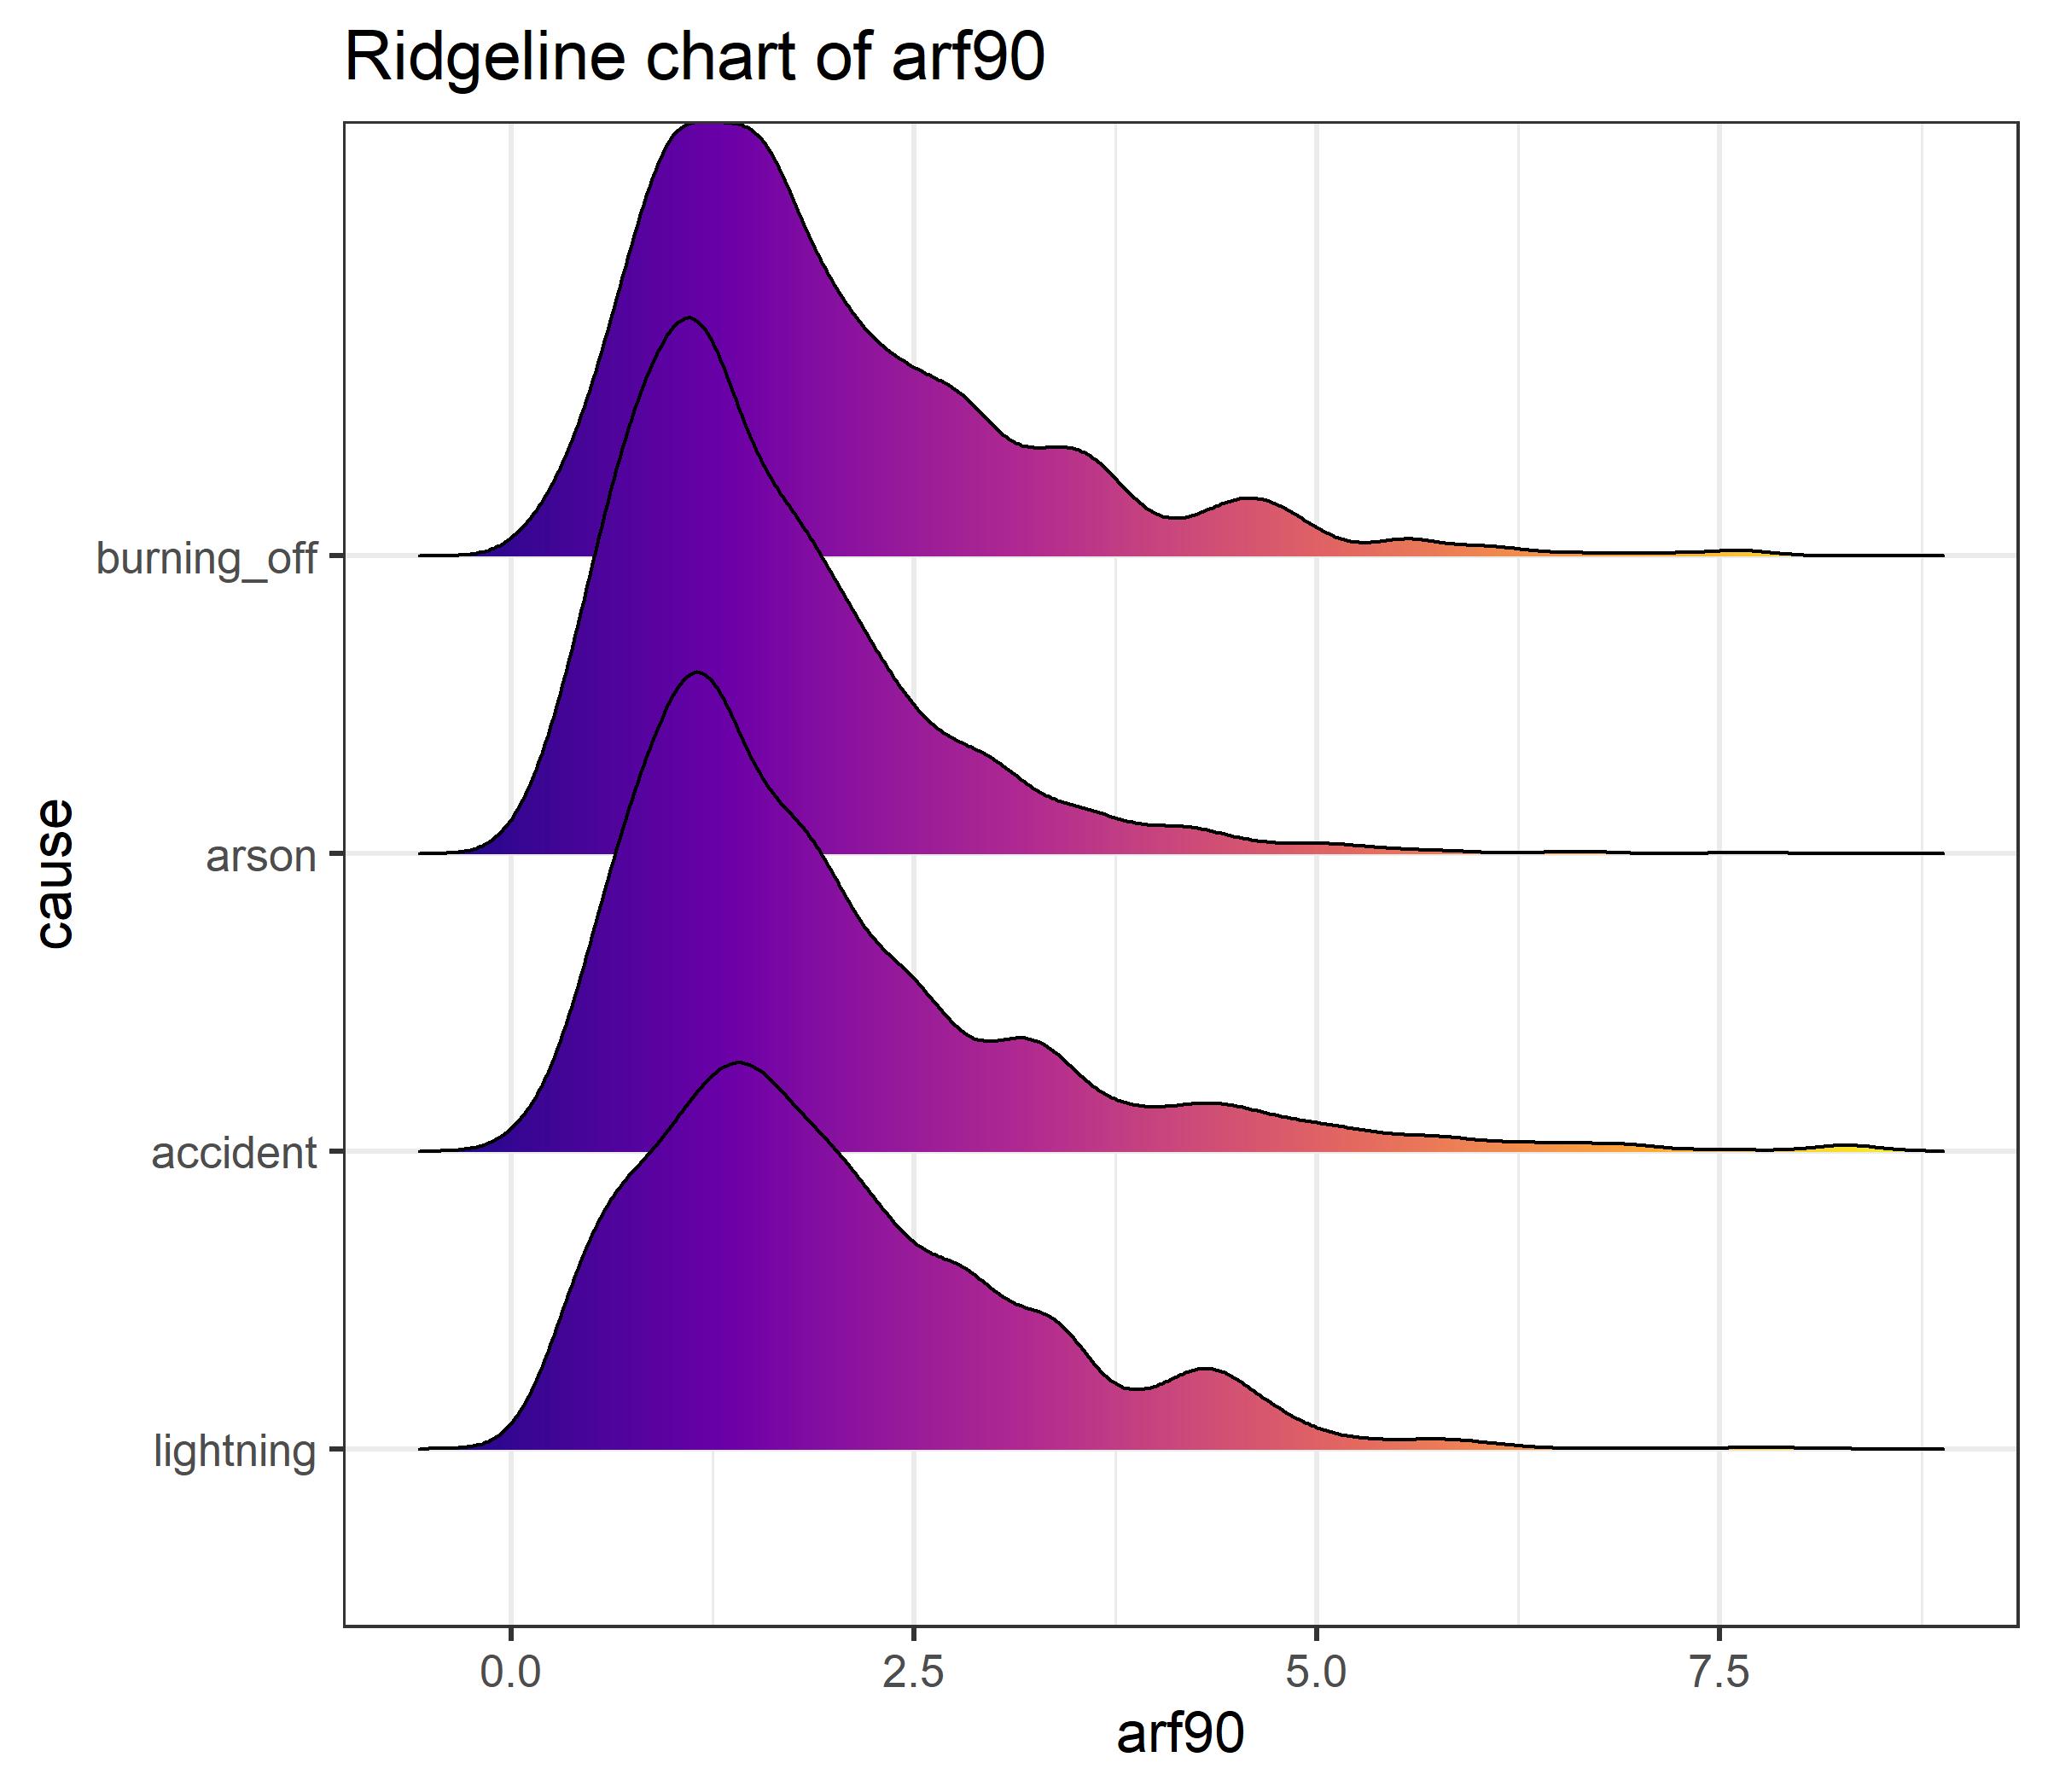 Ridgeline chart of arf90
cause
burning_off
arson
accident
lightning
0.0 2.5 5.0 7.5
arf90